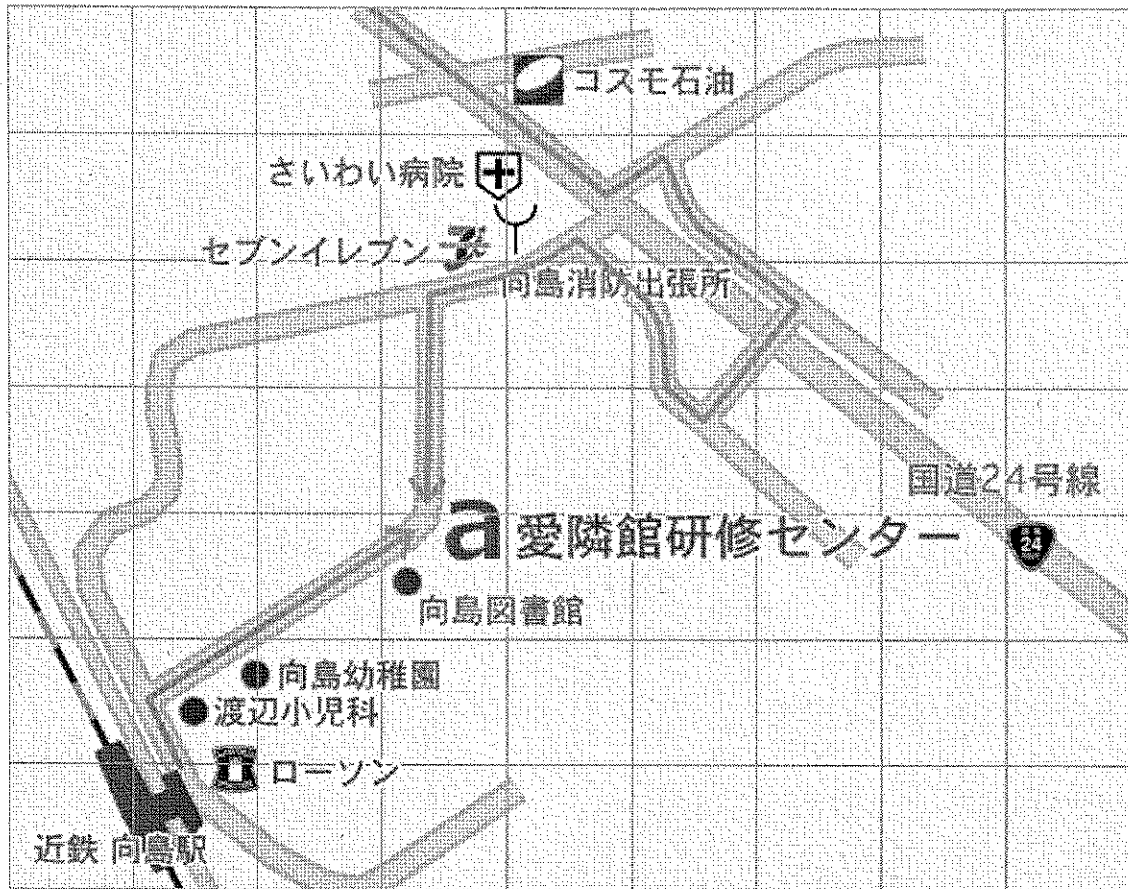 コスモ石油
さいわい病院
セブンイレブン
向島消防出張所
国道24号線
a 愛隣館研修センター
24
向島図書館
向島幼稚園
渡辺小児科
ローソン
近鉄 向島駅